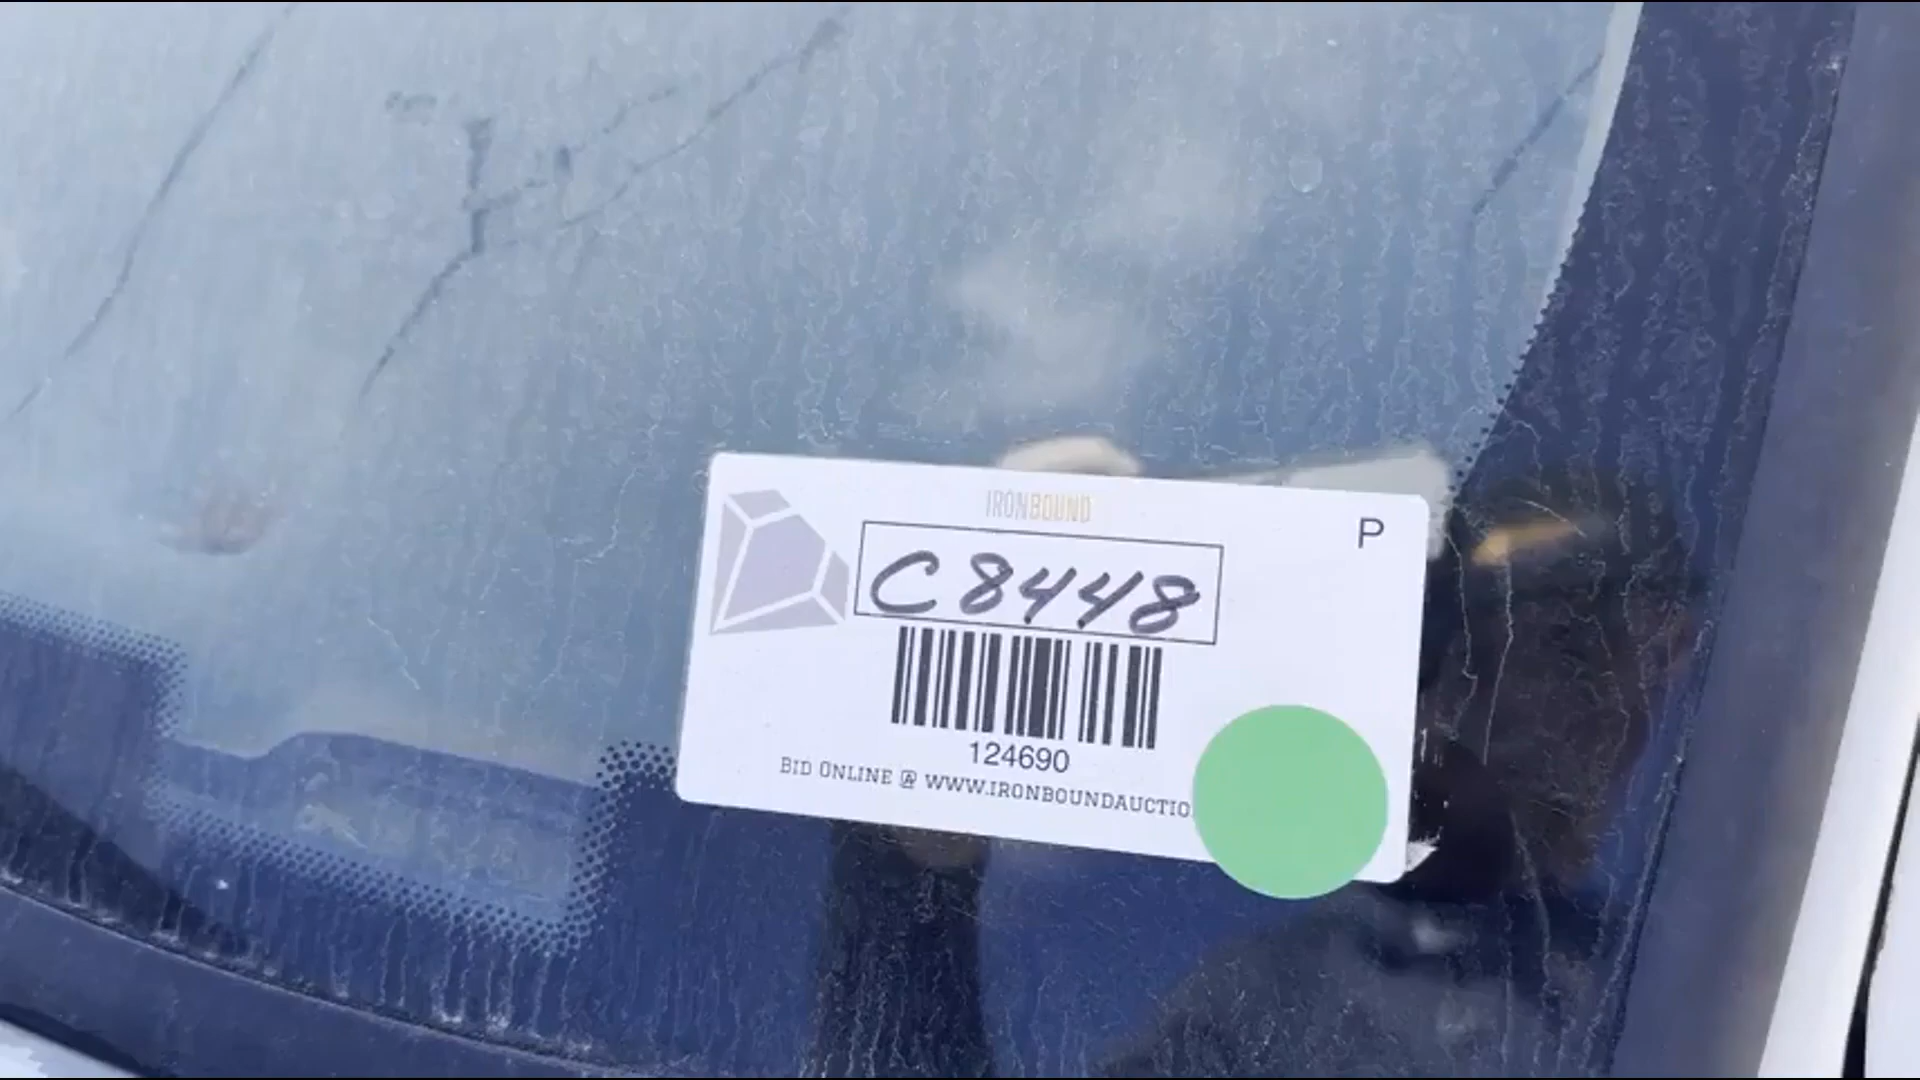 IRONBOUND
P
C8448
124690
BID ONLINE @ WWW.IRONBOUNDAUCTIO